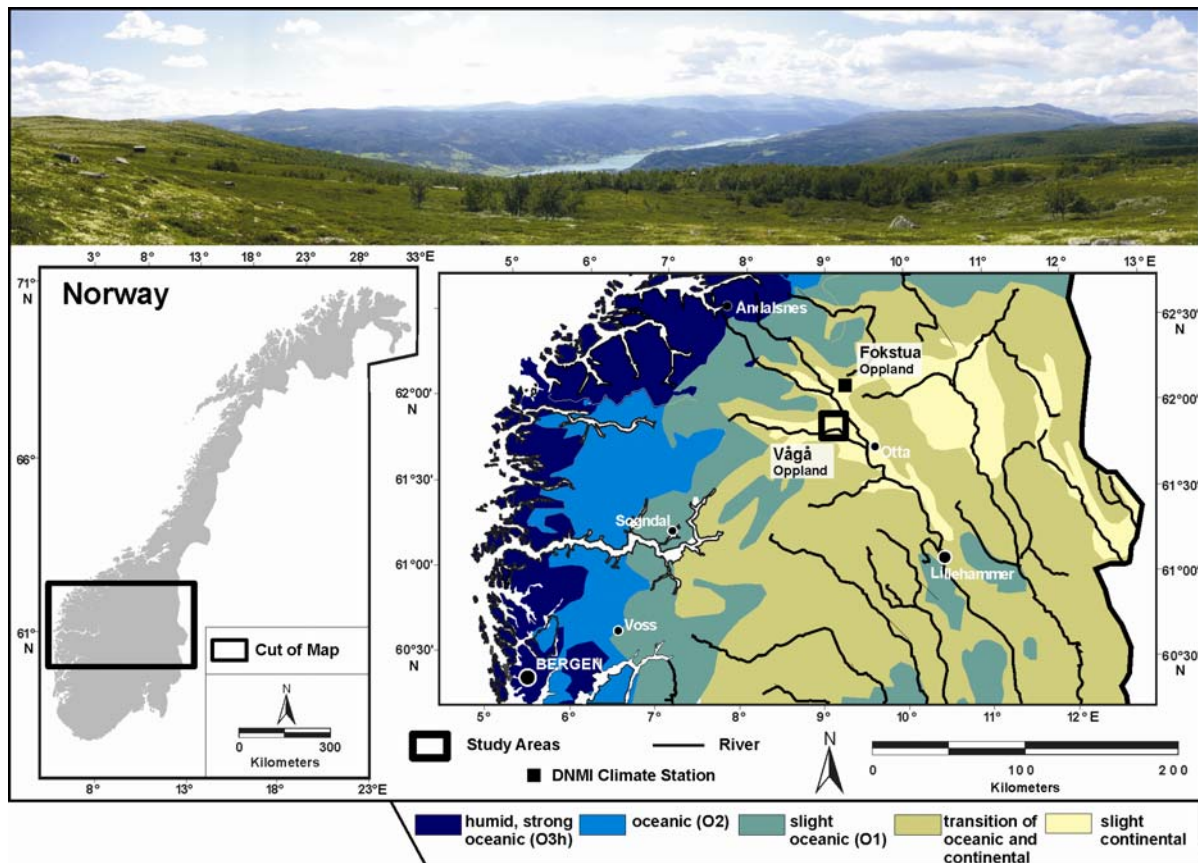 3° 8° 13° 18° 23° 28° 33°E
71°
N
Norway
66°
61°
N
Cut of Map
N
0 300
Kilometers
8° 13° 18° 23°E
5° 6° 7° 8° 9° 10° 11° 12° 13° E
62°30'
62°00'
N
61°30'
61°00'
60°30'
N
62°30'
N
62°00'
61°30'
61°00'
60°30'
N
Andalsnes
Fokstua
Oppland
Vågå
Oppland
Otta
Sogndal
Lillehammer
Voss
BERGEN
5° 6° 7° 8° 9° 10° 11° 12° E
Study Areas
River
DNMI Climate Station
N
0 100 200
Kilometers
humid, strong
oceanic (O3h)
oceanic (O2)
slight
oceanic (O1)
transition of
oceanic and
continental
slight
continental